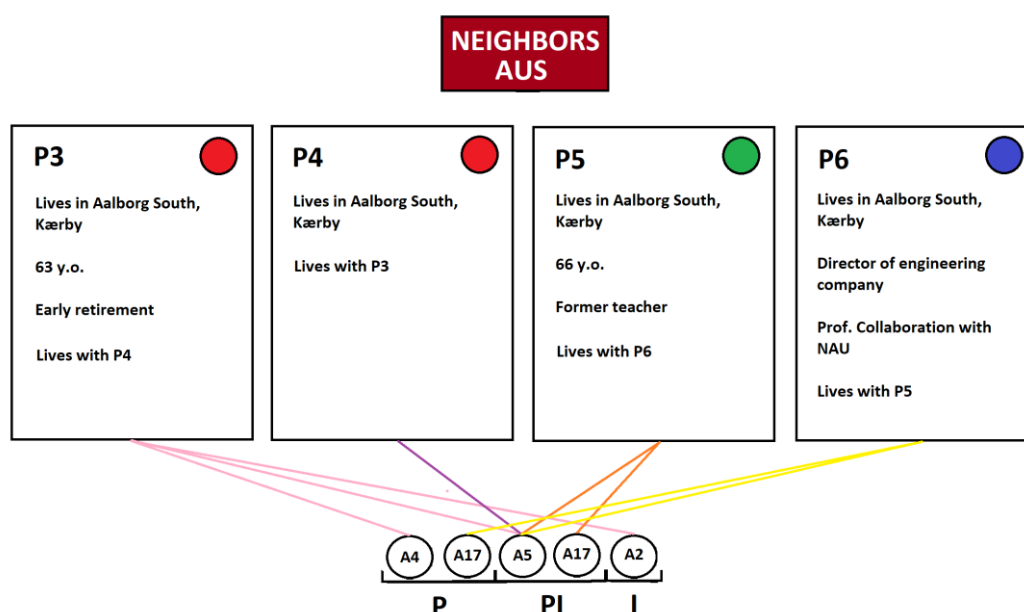 NEIGHBORS
AUS
P3
Lives in Aalborg South,
Kærby
63 y.o.
Early retirement
Lives with P4
P4
Lives in Aalborg South,
Kærby
Lives with P3
P5
Lives in Aalborg South,
Kærby
66 y.o.
Former teacher
Lives with P6
P6
Lives in Aalborg South,
Kærby
Director of engineering
company
Prof. Collaboration with
NAU
Lives with P5
A4 A17 A5 A17 A2
P PI I